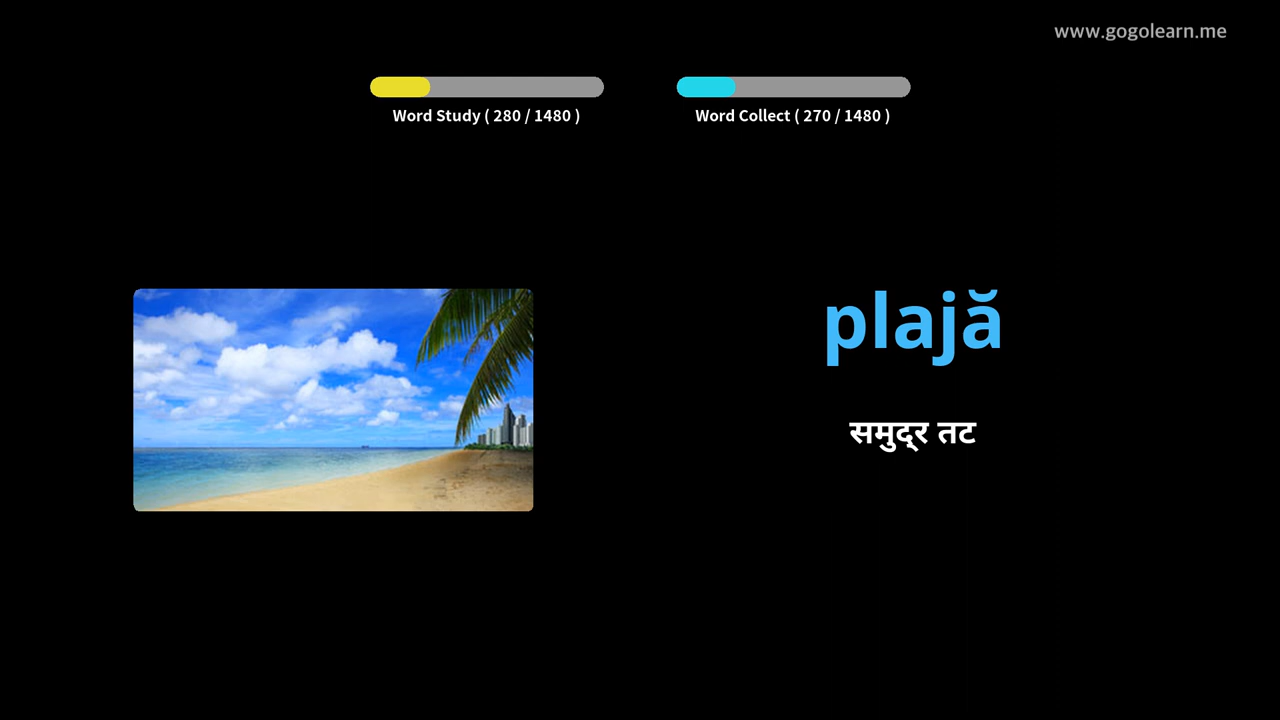 www.gogolearn.me
Word Study ( 280 / 1480 )
Word Collect ( 270 / 1480 )
plajă
समुद्र तट